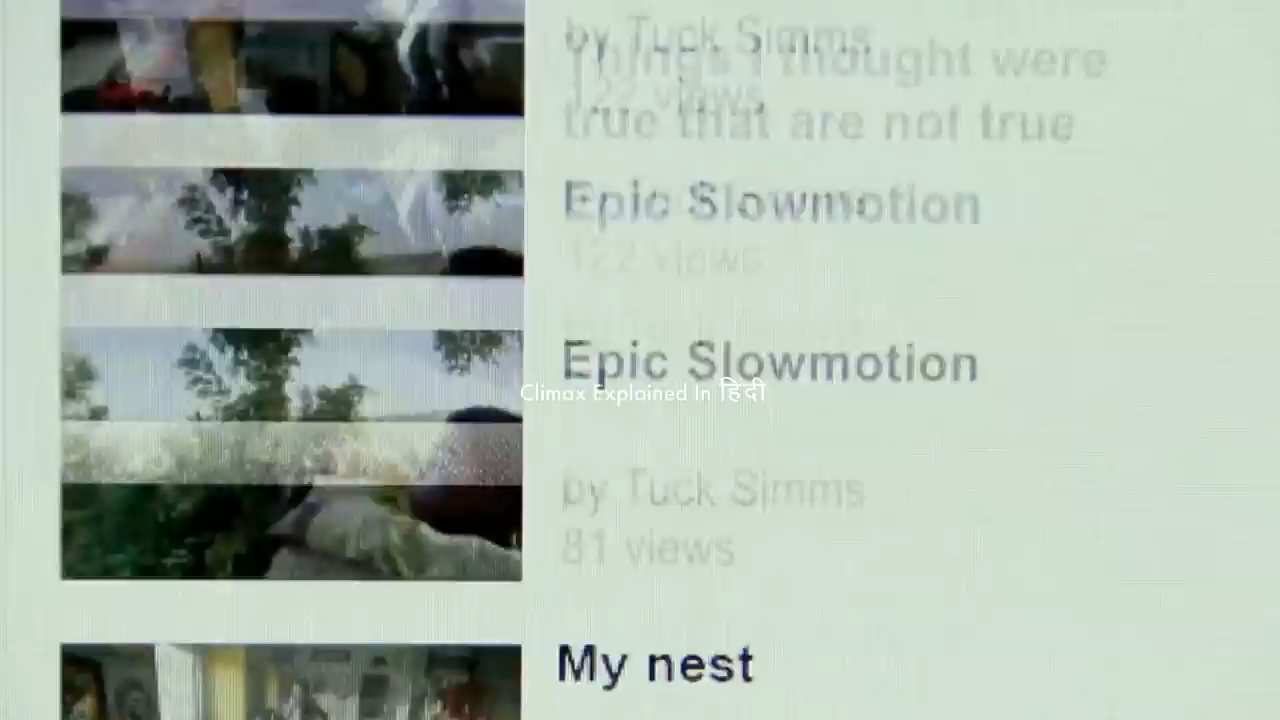 by Tuck Simms
Things I thought were
122 views
true that are not true
Epic Slowmotion
122 views
Epic Slowmotion
Climax Explained In हिंदी
by Tuck Simms
81 views
My nest